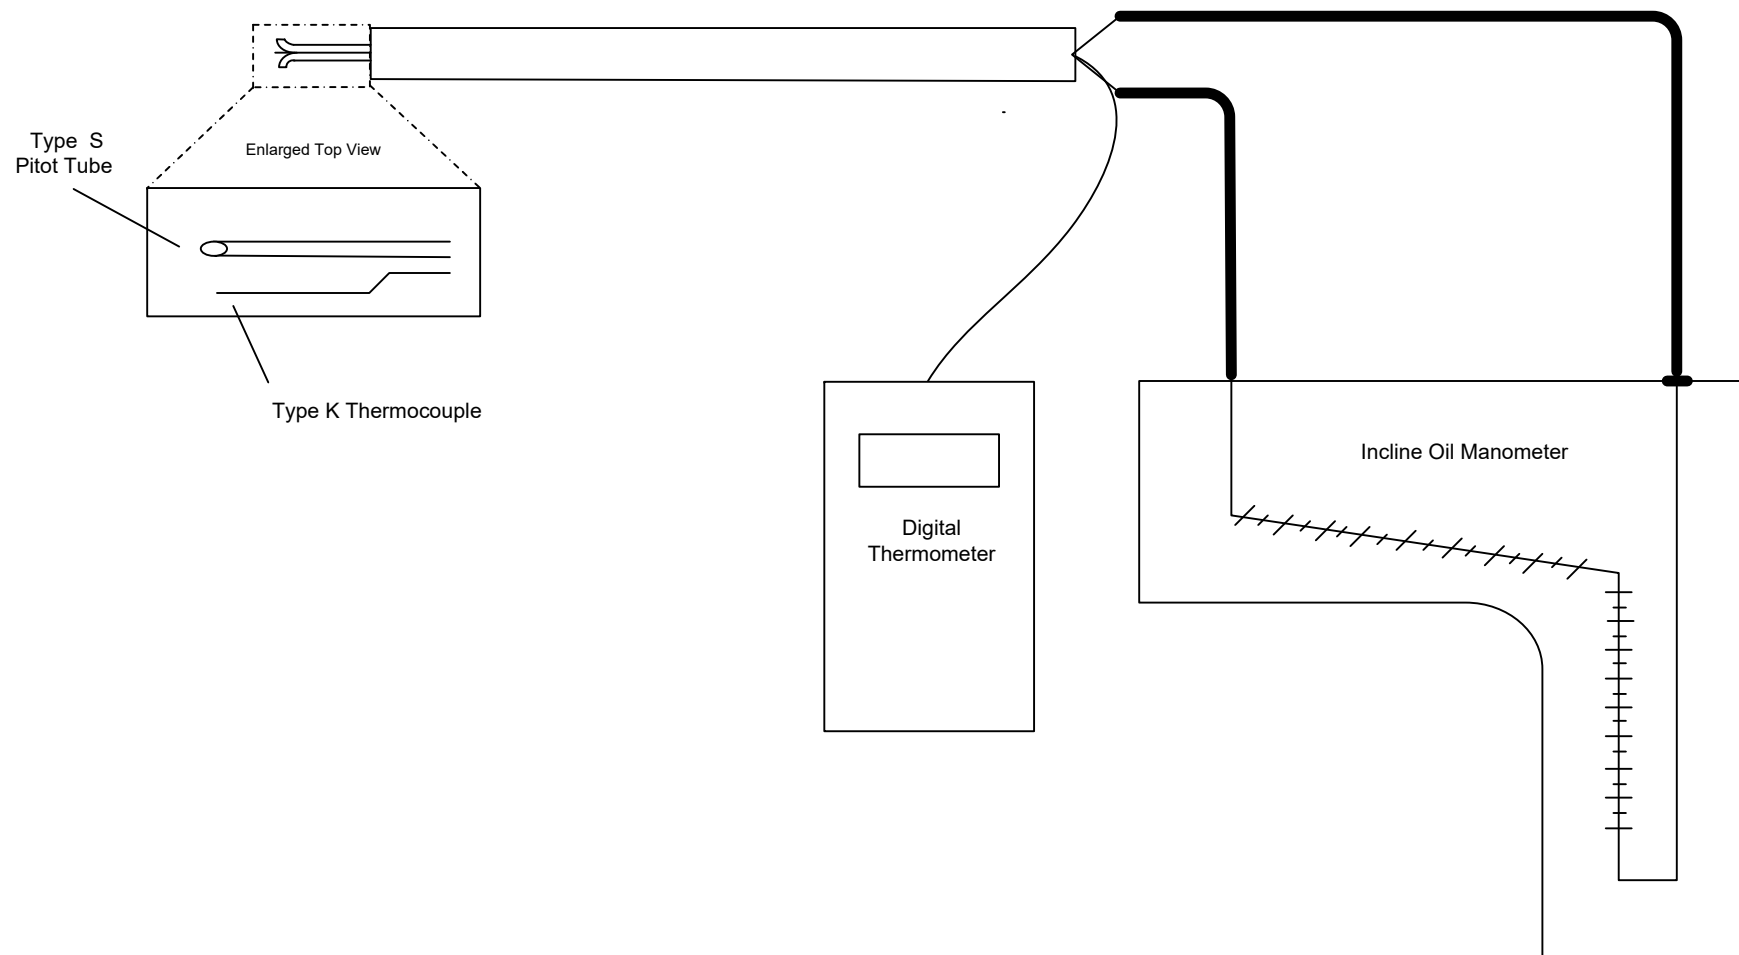 Type  S
Pitot Tube
Enlarged Top View
Type K Thermocouple
Digital
Thermometer
Incline Oil Manometer